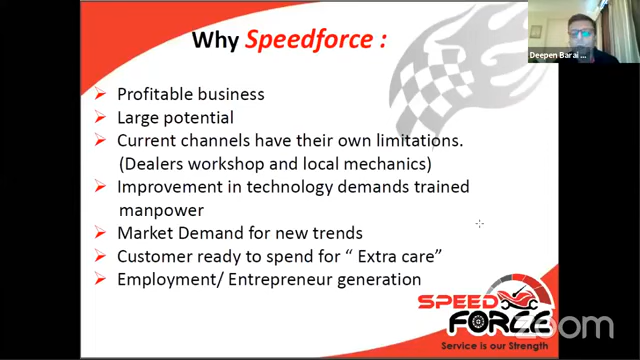 Why Speedforce :
Deepen Barai ...
Profitable business
Large potential
Current channels have their own limitations.
(Dealers workshop and local mechanics)
Improvement in technology demands trained
manpower
Market Demand for new trends
Customer ready to spend for “ Extra care”
Employment/ Entrepreneur generation
SPEED
FORCE
zoom
Service is our Strength